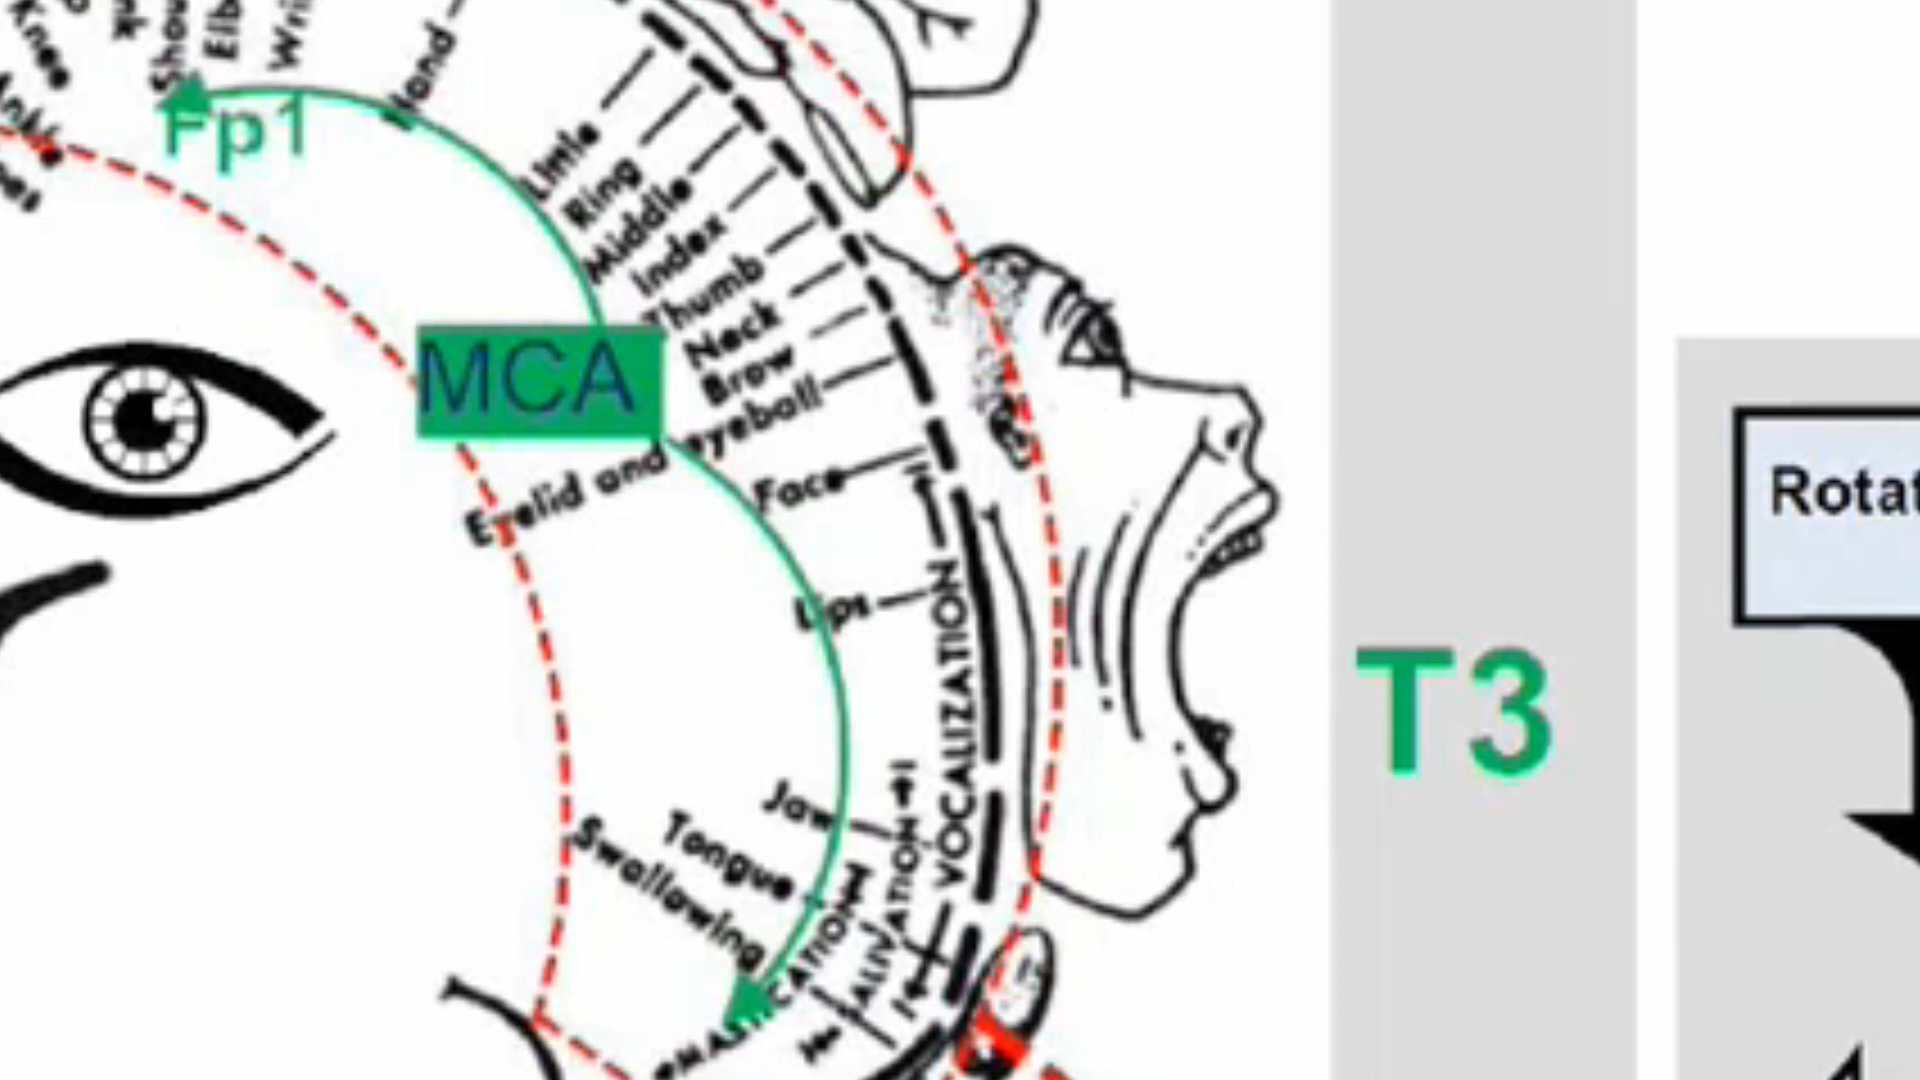 Knee
Hand
Fp1
Little
Ring
Middle
Index
Thumb
Neck
Brow
MCA
Eyelid and eyeball
Face
Lips
VOCALIZATION
Jaw
Tongue
Swallowing
T3